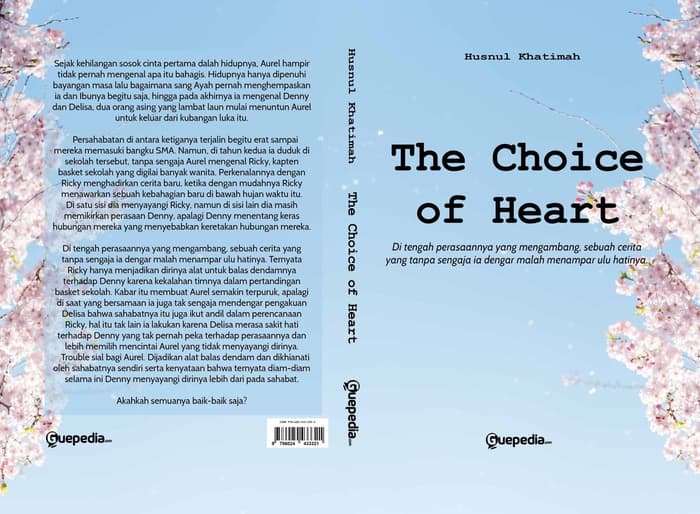 Sejak kehilangan sosok cinta pertama dalah hidupnya, Aurel hampir
tidak pernah mengenal apa itu bahagis. Hidupnya hanya dipenuhi
bayangan masa lalu bagaimana sang Ayah pernah menghempaskan
ia dan Ibunya begitu saja, hingga pada akhirnya ia mengenal Denny
dan Delisa, dua orang asing yang lambat laun mulai menuntun Aurel
untuk keluar dari kubangan luka itu.
Persahabatan di antara ketiganya terjalin begitu erat sampai
mereka memasuki bangku SMA. Namun, di tahun kedua ia duduk di
sekolah tersebut, tanpa sengaja Aurel mengenal Ricky, kapten
basket sekolah yang digilai banyak wanita. Perkenalannya dengan
Ricky menghadirkan cerita baru, ketika dengan mudahnya Ricky
menawarkan sebuah kebahagian baru di bawah hujan waktu itu.
Di satu sisi dia menyayangi Ricky, namun di sisi lain dia masih
memikirkan perasaan Denny, apalagi Denny menentang keras
hubungan mereka yang menyebabkan keretakan hubungan mereka.
Di tengah perasaannya yang mengambang, sebuah cerita yang
tanpa sengaja ia dengar malah menampar ulu hatinya. Ternyata
Ricky hanya menjadikan dirinya alat untuk balas dendamnya
terhadap Denny karena kekalahan timnya dalam pertandingan
basket sekolah. Kabar itu membuat Aurel semakin terpuruk, apalagi
di saat yang bersamaan ia juga tak sengaja mendengar pengakuan
Delisa bahwa sahabatnya itu juga ikut andil dalam perencanaan
Ricky, hal itu tak lain ia lakukan karena Delisa merasa sakit hati
terhadap Denny yang tak pernah peka terhadap perasaannya dan
lebih memilih mencintai Aurel yang tidak menyayangi dirinya.
Trouble sial bagi Aurel. Dijadikan alat balas dendam dan dikhianati
oleh sahabatnya sendiri serta kenyataan bahwa ternyata diam-diam
selama ini Denny menyayangi dirinya lebih dari pada sahabat.
Akahkah semuanya baik-baik saja?
Guepedia.com
Husnul Khatimah The Choice of Heart
Guepedia.com
Husnul Khatimah
The Choice
of Heart
Di tengah perasaannya yang mengambang, sebuah cerita
yang tanpa sengaja ia dengar malah menampar ulu hatinya.
Guepedia.com